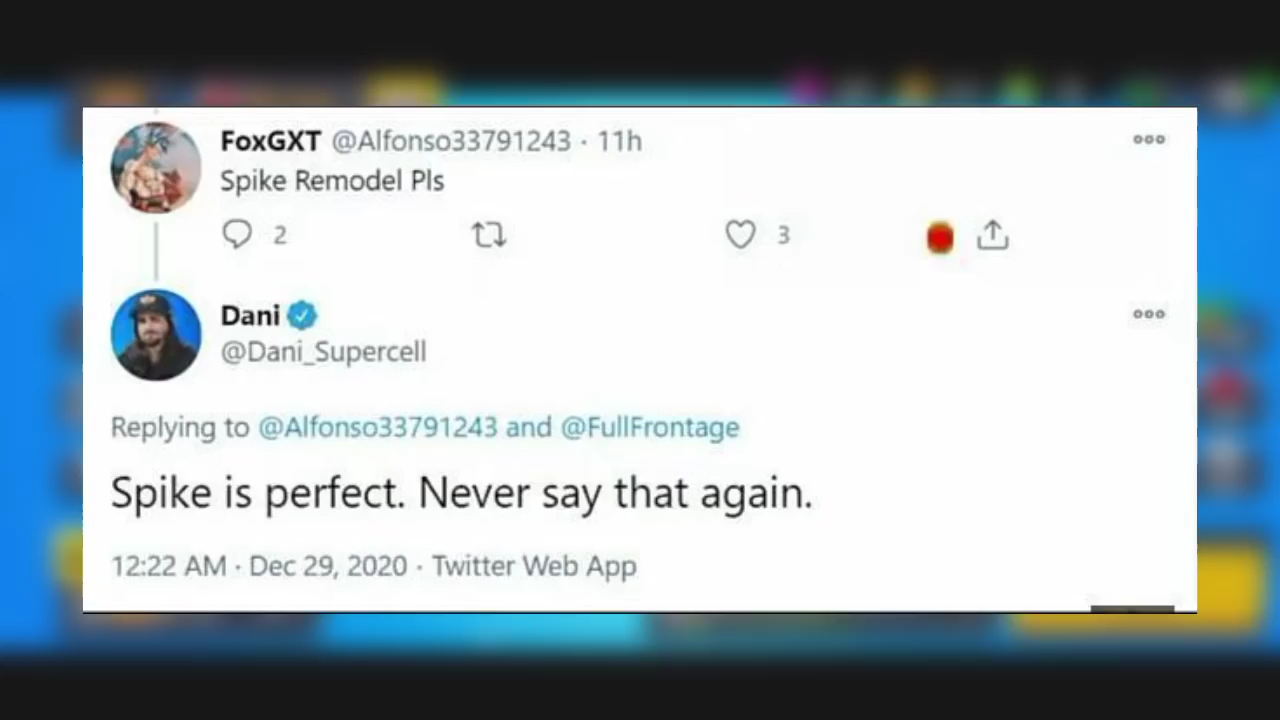 FoxGXT @Alfonso33791243 · 11h
Spike Remodel Pls
2 3
Dani
@Dani_Supercell
Replying to @Alfonso33791243 and @FullFrontage
Spike is perfect. Never say that again.
12:22 AM · Dec 29, 2020 · Twitter Web App